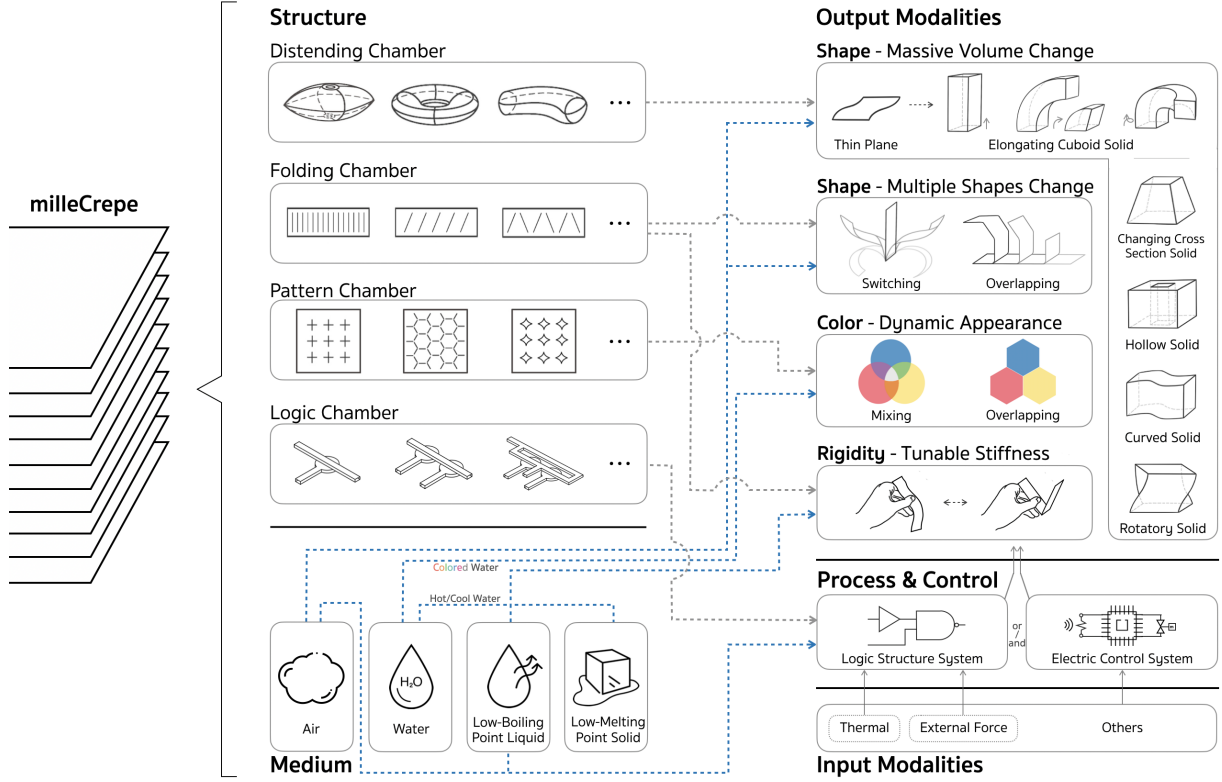 milleCrepe
Structure
Distending Chamber
...
Folding Chamber
...
Pattern Chamber
...
Logic Chamber
...
Colored Water
Hot/Cool Water
Air
H₂O
Water
Low-Boiling
Point Liquid
Low-Melting
Point Solid
Medium
Output Modalities
Shape - Massive Volume Change
Thin Plane
Elongating Cuboid Solid
Shape - Multiple Shapes Change
Switching
Overlapping
Changing Cross
Section Solid
Hollow Solid
Curved Solid
Rotatory Solid
Color - Dynamic Appearance
Mixing
Overlapping
Rigidity - Tunable Stiffness
Process & Control
Logic Structure System
or
/
and
Electric Control System
Thermal
External Force
Others
Input Modalities